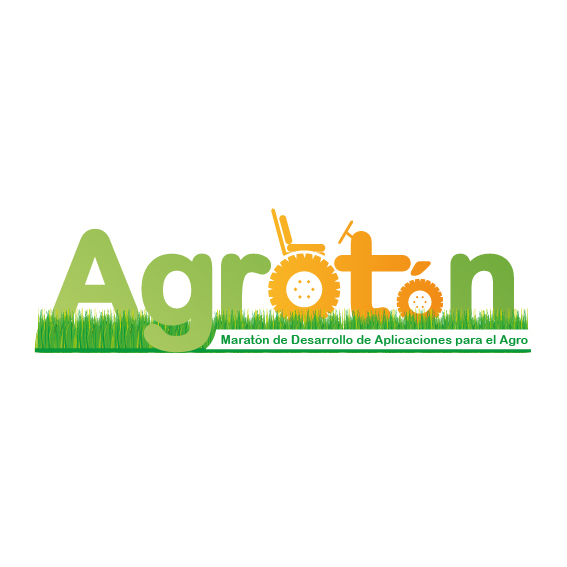 Agrotón
Maratón de Desarrollo de Aplicaciones para el Agro